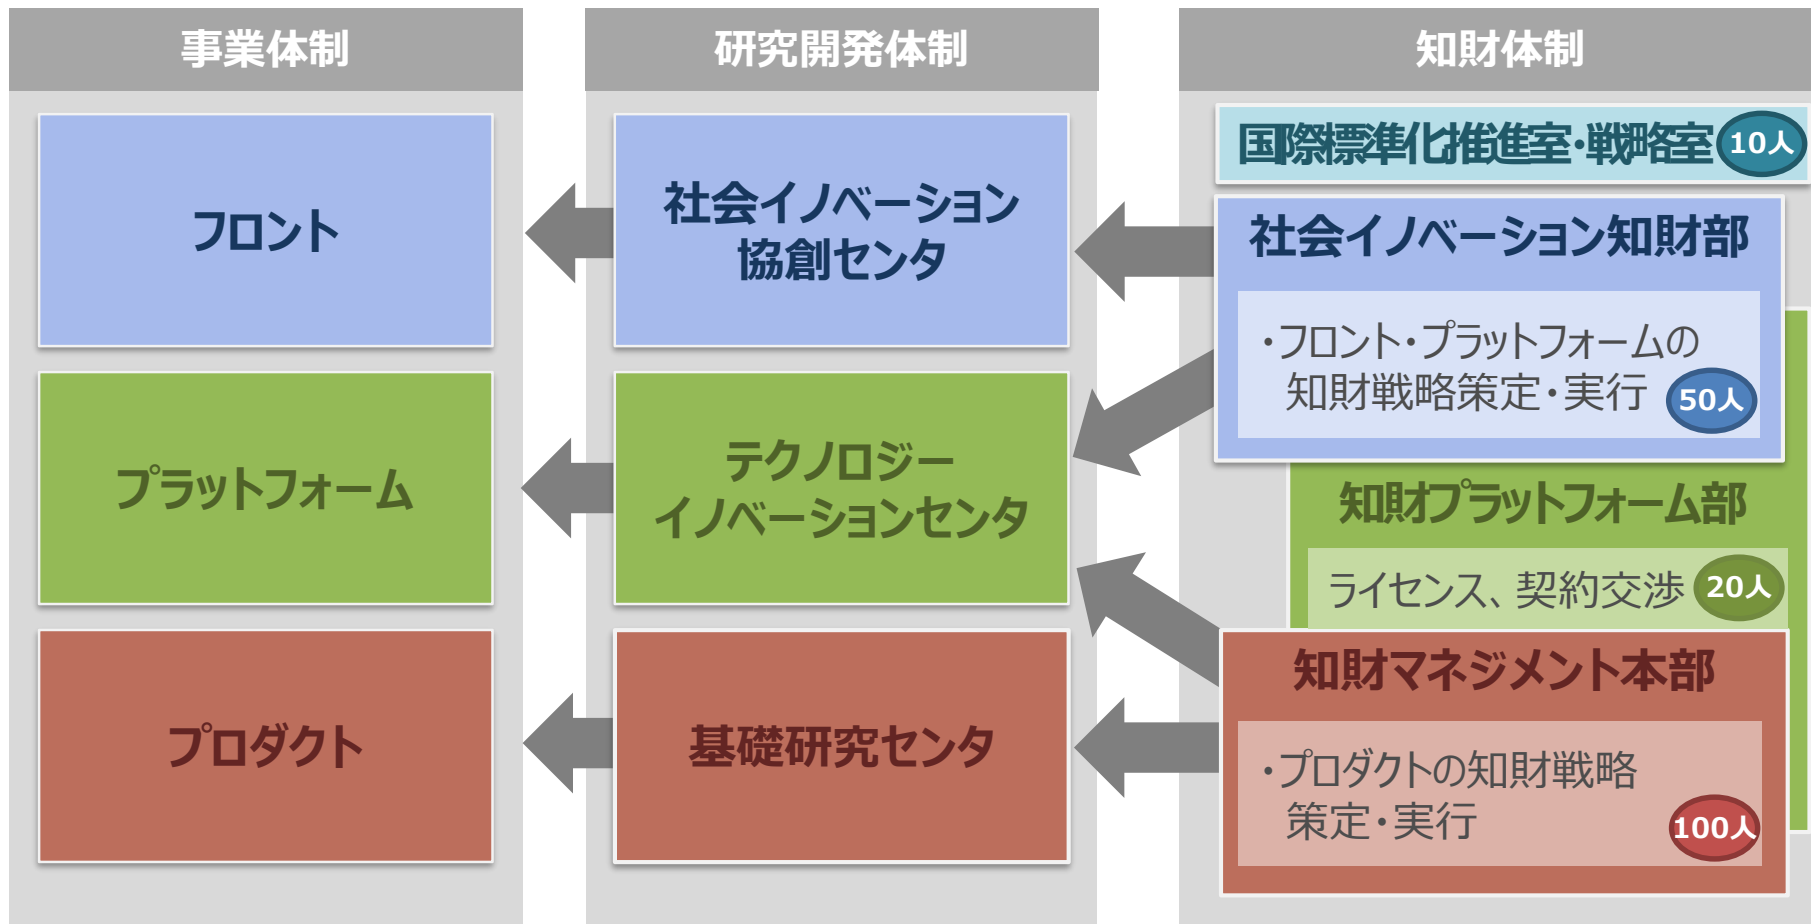 事業体制
フロント
プラットフォーム
プロダクト
研究開発体制
社会イノベーション
協創センタ
テクノロジー
イノベーションセンタ
基礎研究センタ
知財体制
国際標準化推進室・戦略室
10人
社会イノベーション知財部
・フロント・プラットフォームの
知財戦略策定・実行
50人
知財プラットフォーム部
ライセンス、契約交渉
20人
知財マネジメント本部
・プロダクトの知財戦略
策定・実行
100人